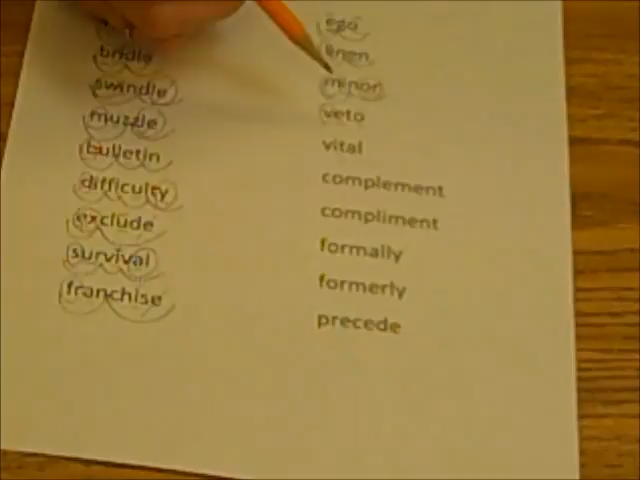 bridle
swindle
muzzle
bulletin
difficulty
exclude
survival
franchise
ego
linen
minor
veto
vital
complement
compliment
formally
formerly
precede